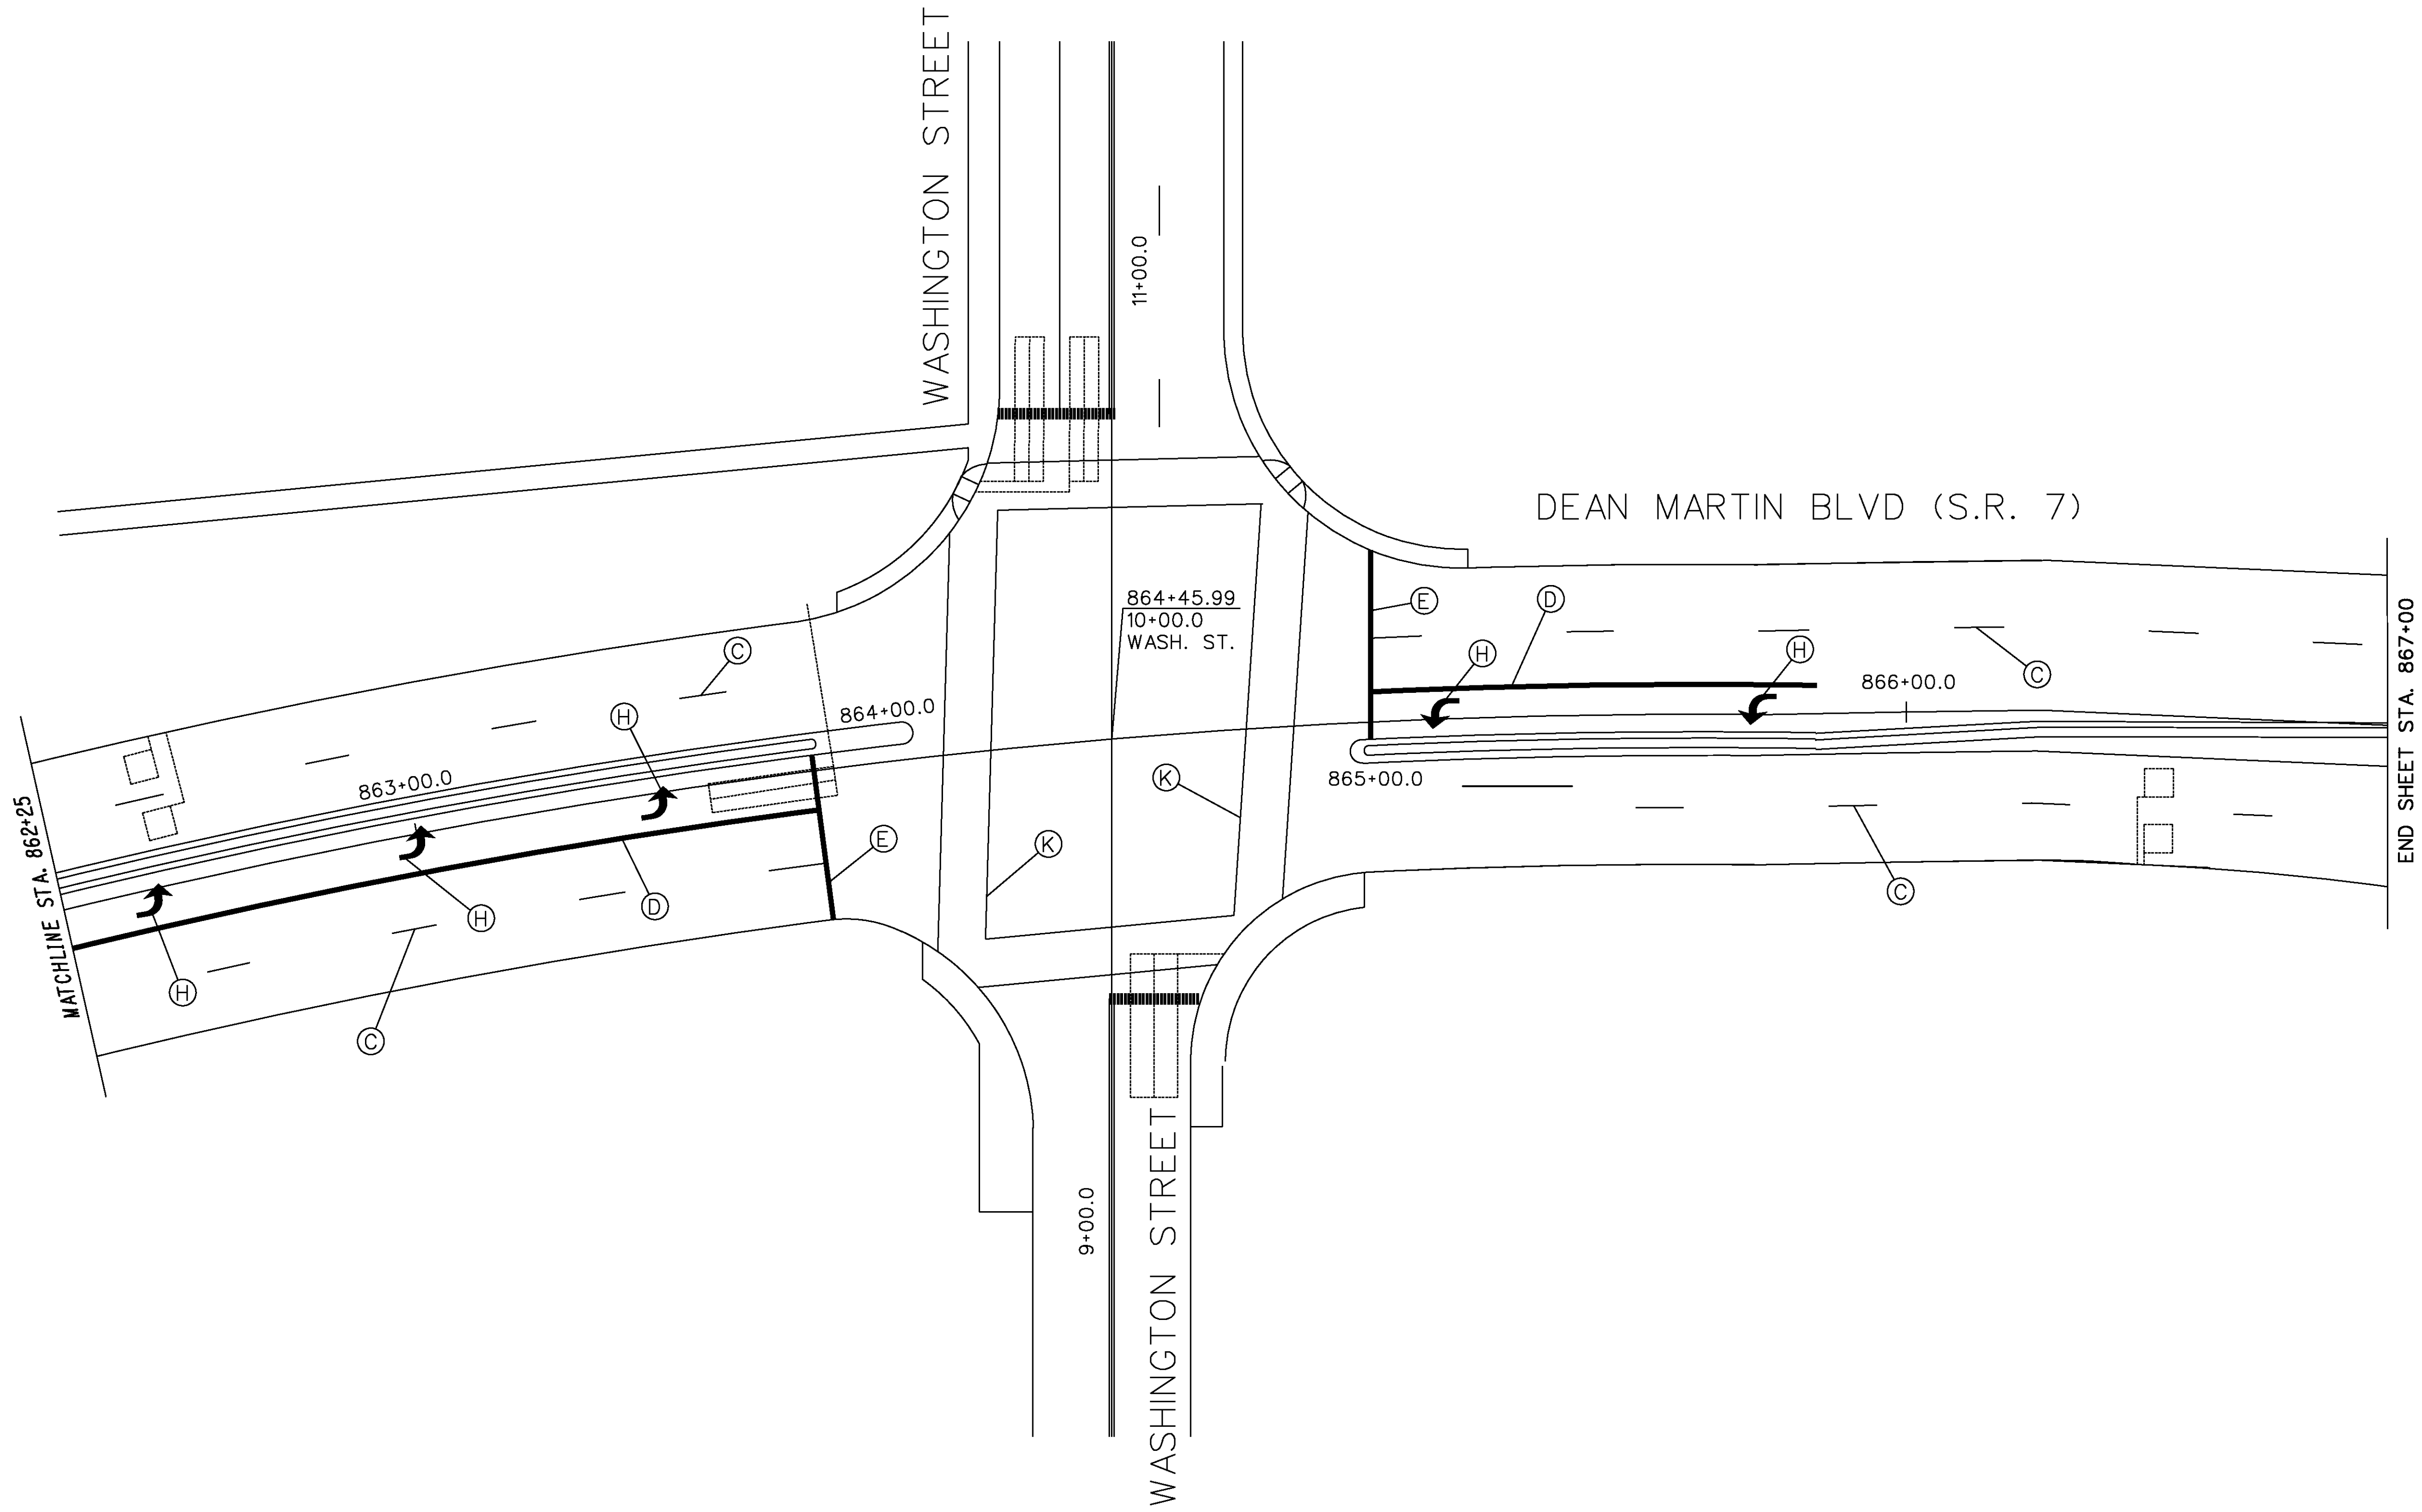 WASHINGTON STREET
11+00.0
DEAN MARTIN BLVD (S.R. 7)
864+45.99
10+00.0
WASH. ST.
E
D
H
H
C
866+00.0
END SHEET STA. 867+00
C
H
864+00.0
863+00.0
865+00.0
K
K
E
D
H
H
C
C
MATCHLINE STA. 862+25
9+00.0
WASHINGTON STREET